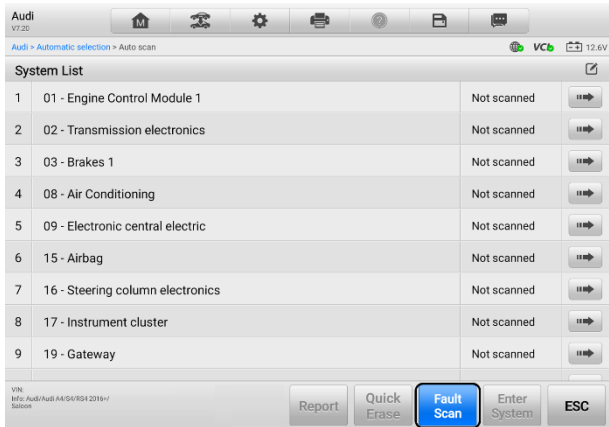 Audi
V7.20
M
?
Audi > Automatic selection > Auto scan
VCI
12.6V
System List
1 01 - Engine Control Module 1 Not scanned
2 02 - Transmission electronics Not scanned
3 03 - Brakes 1 Not scanned
4 08 - Air Conditioning Not scanned
5 09 - Electronic central electric Not scanned
6 15 - Airbag Not scanned
7 16 - Steering column electronics Not scanned
8 17 - Instrument cluster Not scanned
9 19 - Gateway Not scanned
VIN:
Info: Audi/Audi A4/S4/RS4 2016>/
Saloon
Report
Quick
Erase
Fault
Scan
Enter
System
ESC